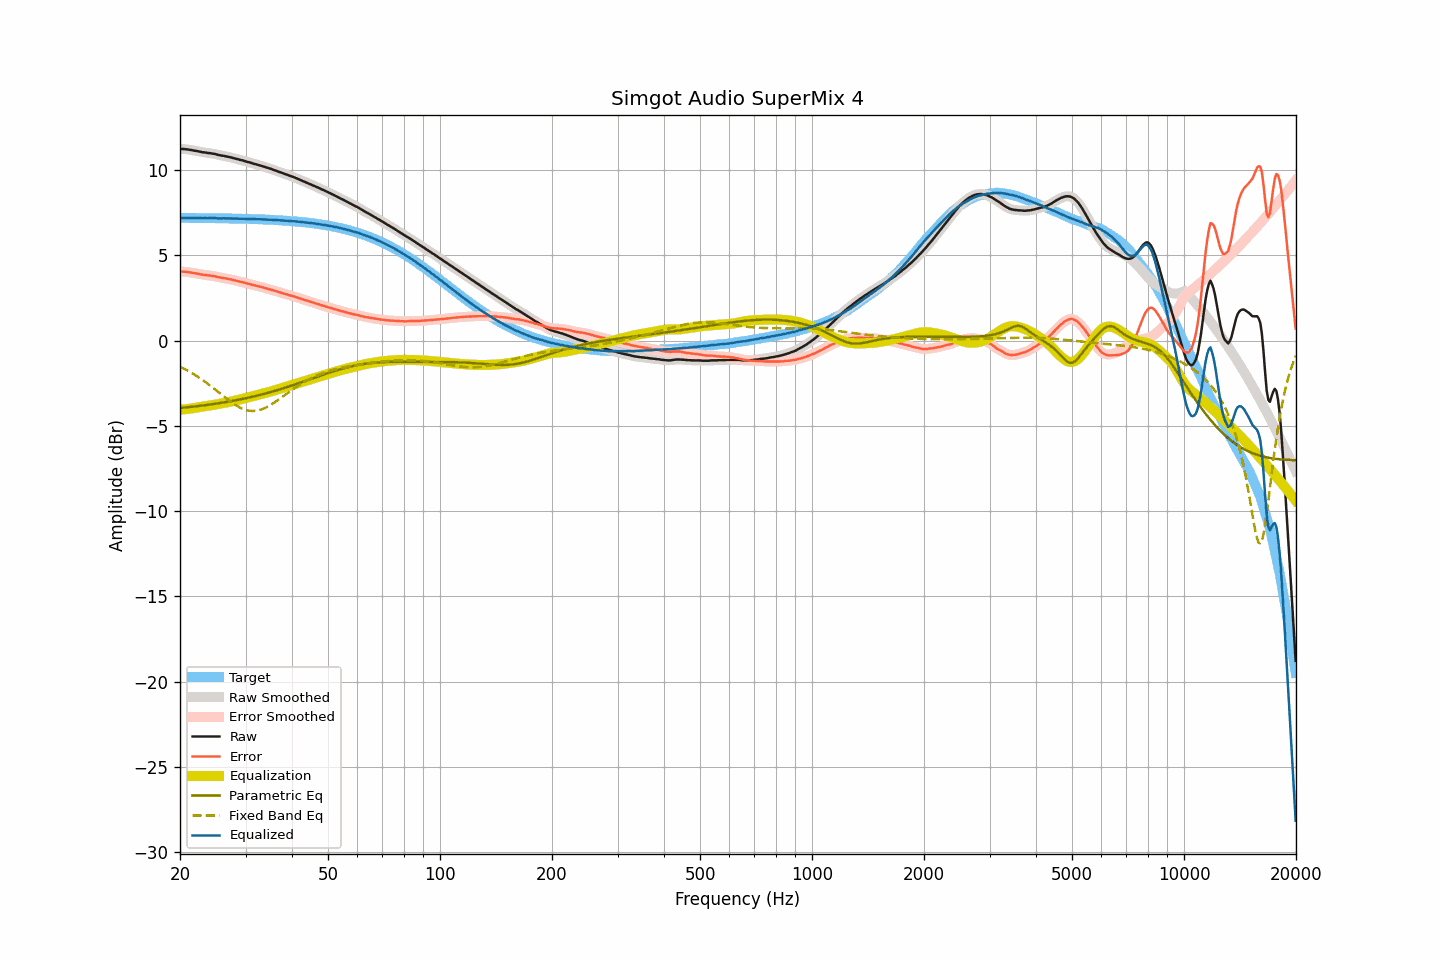 Simgot Audio SuperMix 4
Amplitude (dBr)
10
5
0
−5
−10
−15
−20
−25
−30
Target
Raw Smoothed
Error Smoothed
Raw
Error
Equalization
Parametric Eq
Fixed Band Eq
Equalized
20 50 100 200 500 1000 2000 5000 10000 20000
Frequency (Hz)